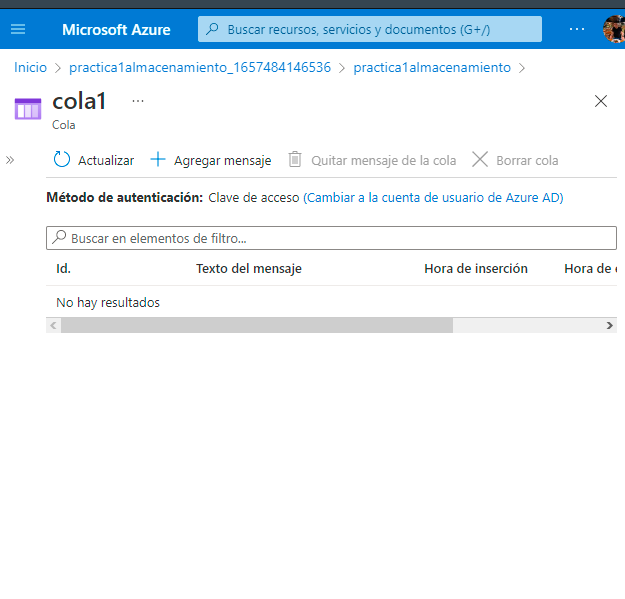 Microsoft Azure
Buscar recursos, servicios y documentos (G+/)
Inicio > practica1almacenamiento_1657484146536 > practica1almacenamiento >
cola1
Cola
Actualizar Agregar mensaje Quitar mensaje de la cola Borrar cola
Método de autenticación: Clave de acceso (Cambiar a la cuenta de usuario de Azure AD)
Buscar en elementos de filtro...
Id. Texto del mensaje Hora de inserción Hora de
No hay resultados